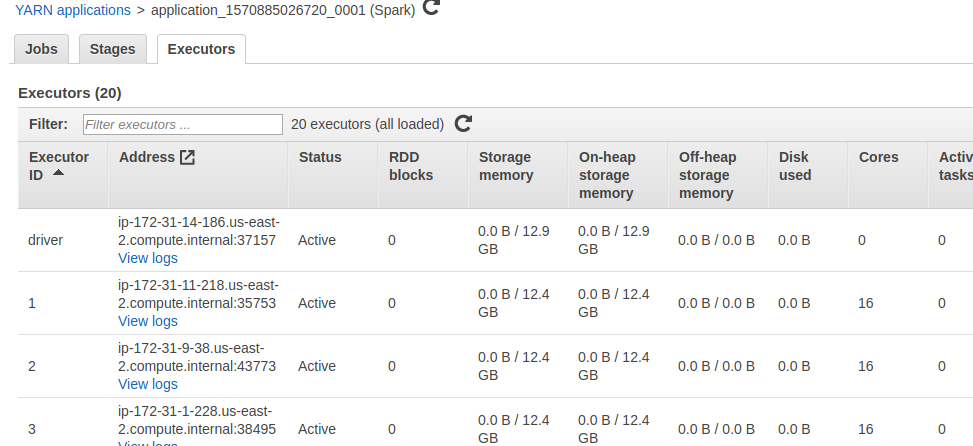 YARN applications > application_1570885026720_0001 (Spark)
Jobs Stages Executors
Executors (20)
Filter: Filter executors ... 20 executors (all loaded)
Executor ID Address Status RDD blocks Storage memory On-heap storage memory Off-heap storage memory Disk used Cores Activ tasks
driver ip-172-31-14-186.us-east-2.compute.internal:37157 View logs Active 0 0.0 B / 12.9 GB 0.0 B / 12.9 GB 0.0 B / 0.0 B 0.0 B 0 0
1 ip-172-31-11-218.us-east-2.compute.internal:35753 View logs Active 0 0.0 B / 12.4 GB 0.0 B / 12.4 GB 0.0 B / 0.0 B 0.0 B 16 0
2 ip-172-31-9-38.us-east-2.compute.internal:43773 View logs Active 0 0.0 B / 12.4 GB 0.0 B / 12.4 GB 0.0 B / 0.0 B 0.0 B 16 0
3 ip-172-31-1-228.us-east-2.compute.internal:38495 View logs Active 0 0.0 B / 12.4 GB 0.0 B / 12.4 GB 0.0 B / 0.0 B 0.0 B 16 0